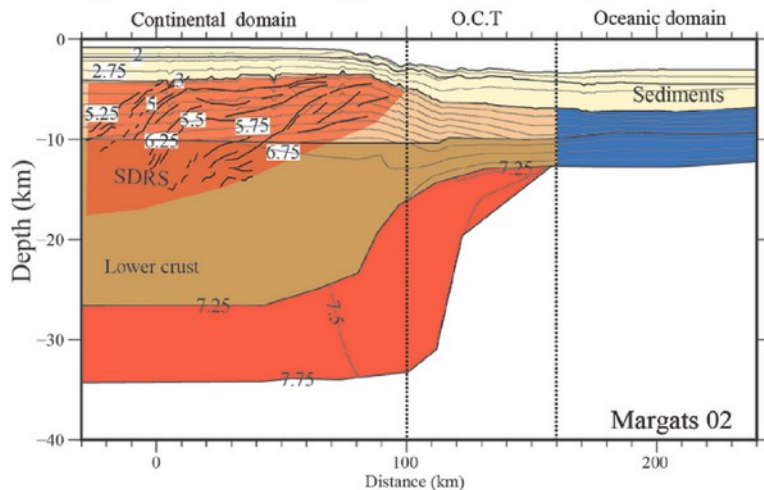 Continental domain O.C.T Oceanic domain
0
2
2.75
3
Sediments
5.25
5
5.5
5.75
-10
6.25
6.75
SDRS
7.25
-20
Lower crust
7.25
7.5
-30
7.75
Margats 02
-40
0 100 200
Distance (km)
Depth (km)